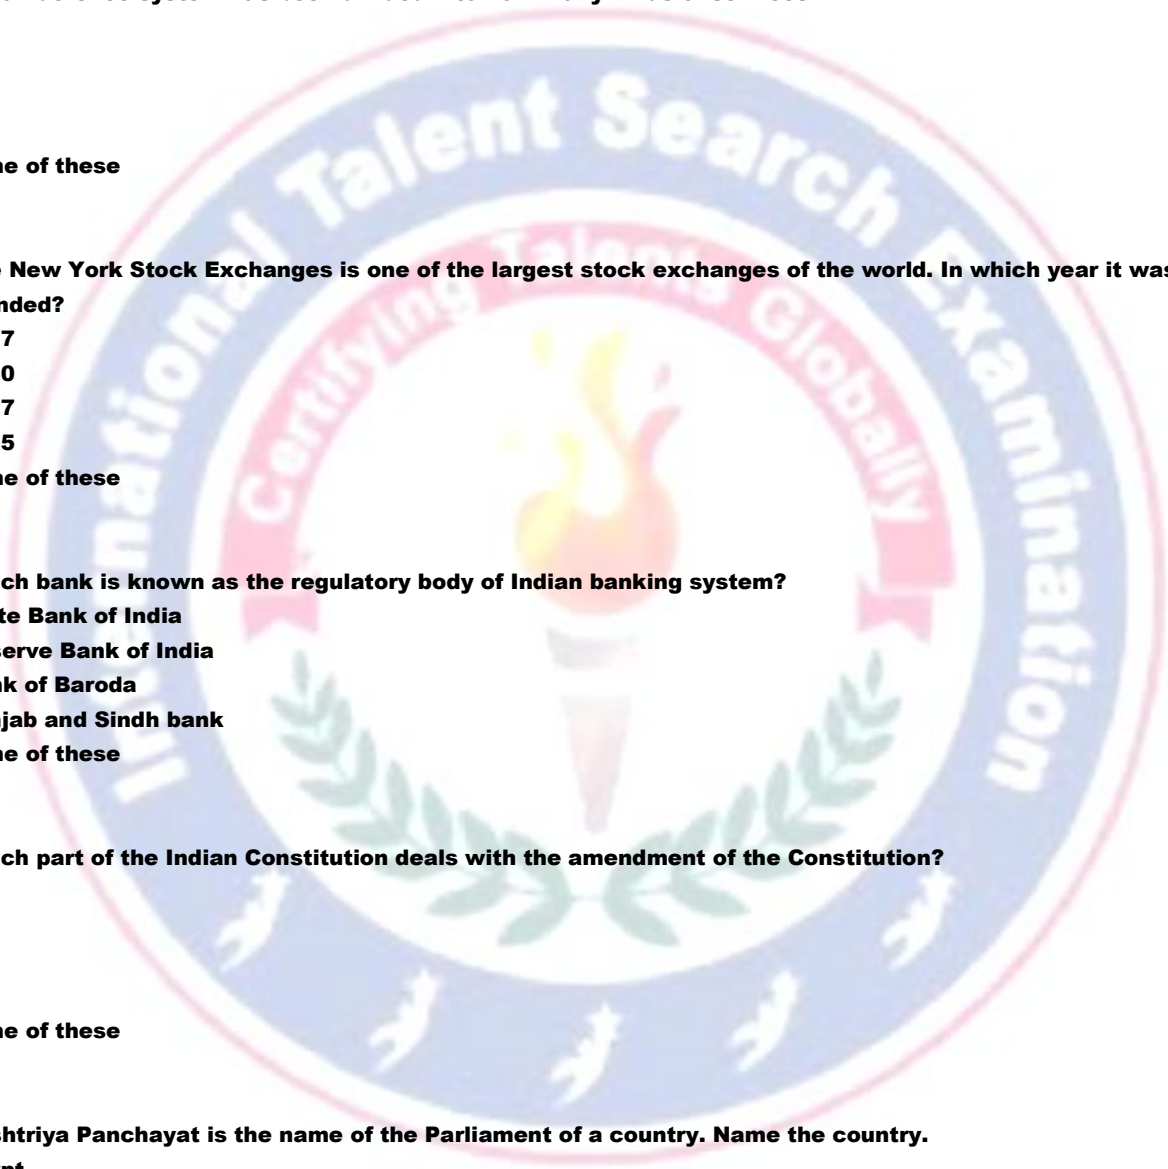 ne of these
New York Stock Exchanges is one of the largest stock exchanges of the world. In which year it was
nded?
7
0
7
5
ne of these
ch bank is known as the regulatory body of Indian banking system?
te Bank of India
serve Bank of India
nk of Baroda
jab and Sindh bank
ne of these
ch part of the Indian Constitution deals with the amendment of the Constitution?
ne of these
htriya Panchayat is the name of the Parliament of a country. Name the country.
International Talent Search Examination
Certifying Talents Globally